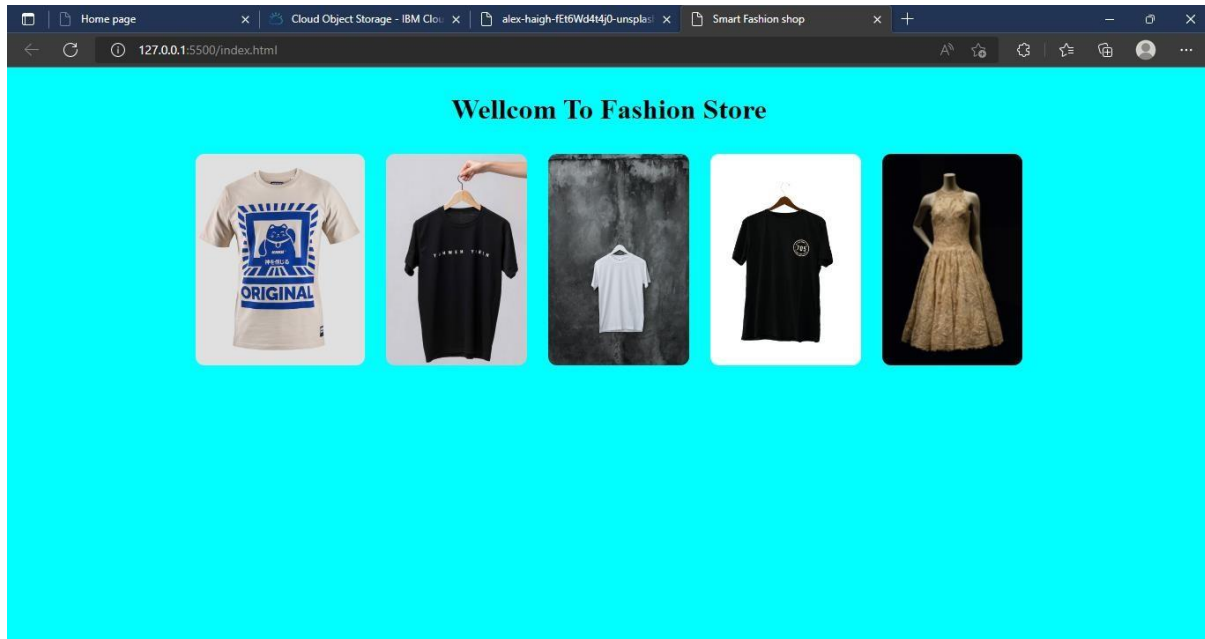 Home page
Cloud Object Storage - IBM Clou
alex-haigh-fEt6Wd4t4j0-unsplas
Smart Fashion shop
127.0.0.1:5500/index.html
Wellcom To Fashion Store
ORIGINAL